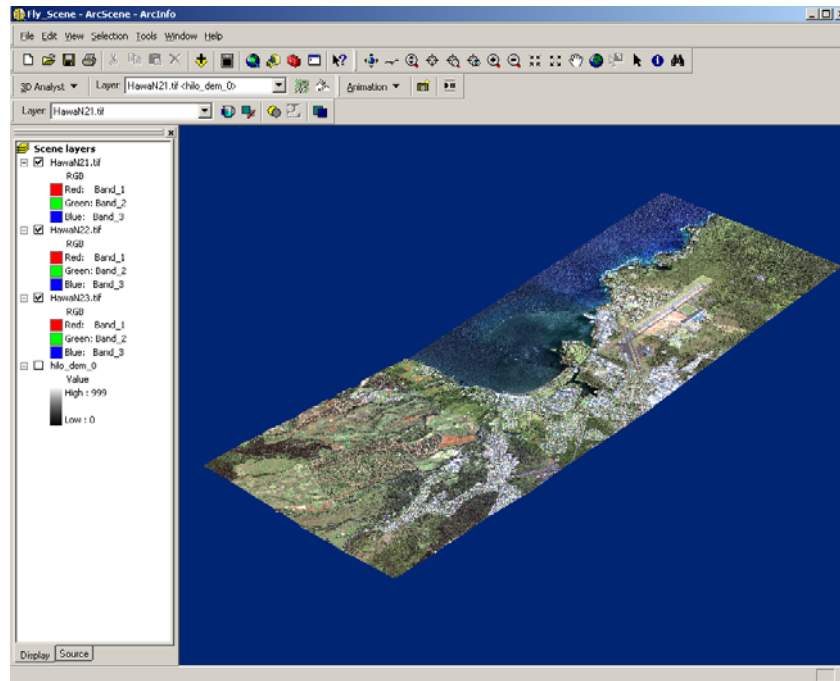 Fly_Scene - ArcScene - ArcInfo
File Edit View Selection Tools Window Help
3D Analyst Layer: HawaN21.tif <hilo_dem_0> Animation
Layer: HawaN21.tif
Scene layers
HawaN21.tif
RGB
Red: Band_1
Green: Band_2
Blue: Band_3
HawaN22.tif
RGB
Red: Band_1
Green: Band_2
Blue: Band_3
HawaN23.tif
RGB
Red: Band_1
Green: Band_2
Blue: Band_3
hilo_dem_0
Value
High : 999
Low : 0
Display Source